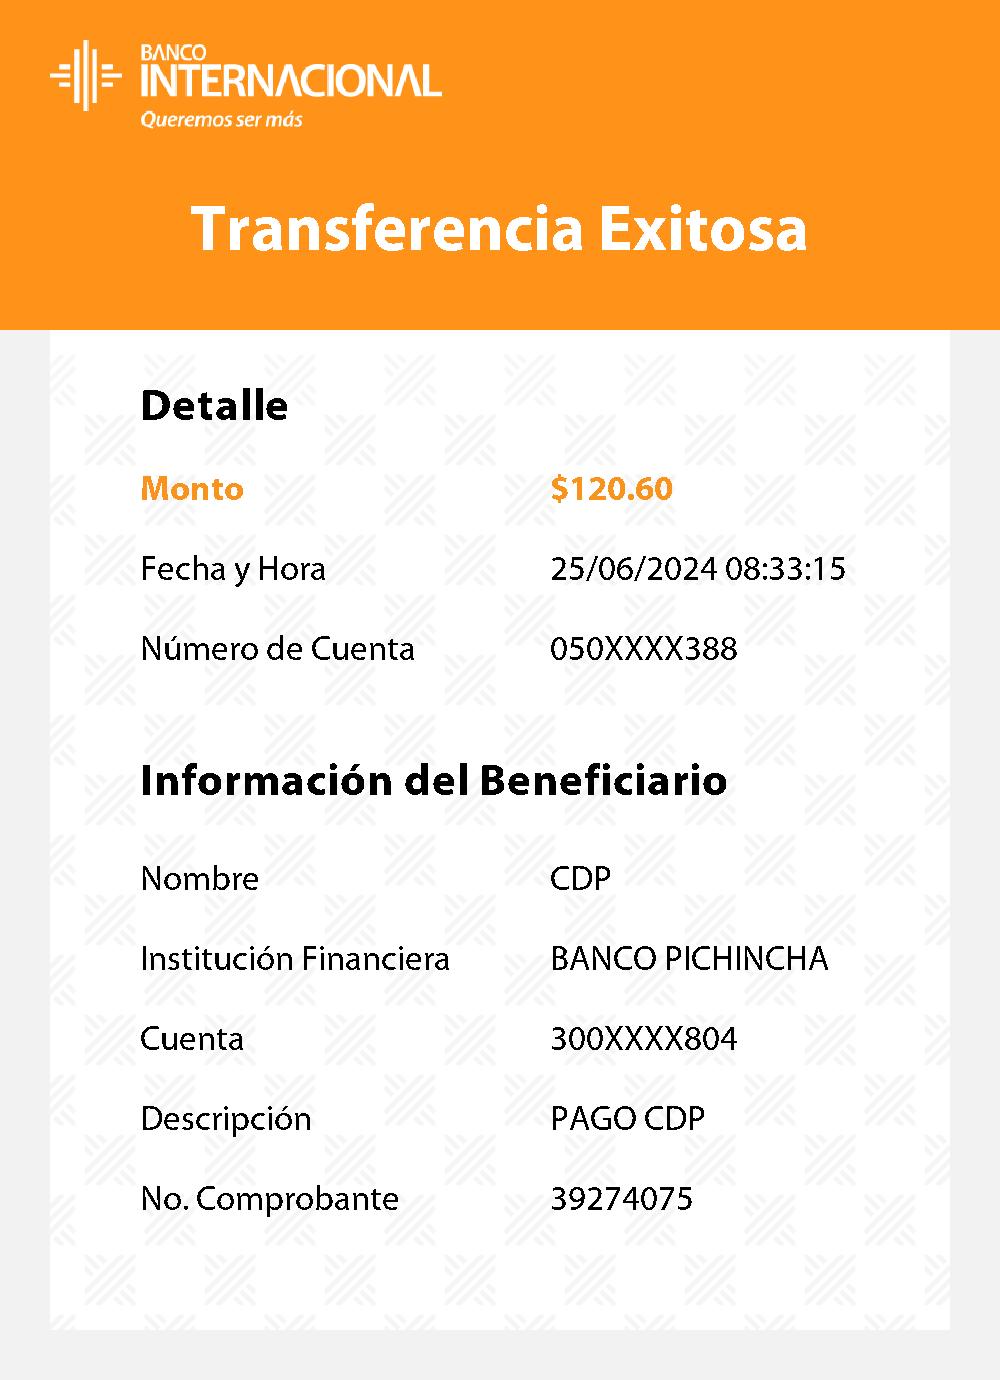 BANCO
INTERNACIONAL
Queremos ser más
Transferencia Exitosa
Detalle
Monto $120.60
Fecha y Hora 25/06/2024 08:33:15
Número de Cuenta 050XXXX388
Información del Beneficiario
Nombre CDP
Institución Financiera BANCO PICHINCHA
Cuenta 300XXXX804
Descripción PAGO CDP
No. Comprobante 39274075